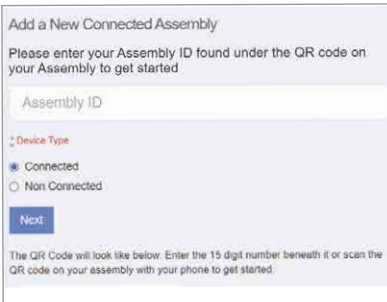 Add a New Connected Assembly
Please enter your Assembly ID found under the QR code on
your Assembly to get started
Assembly ID
* Device Type
Connected
Non Connected
Next
The QR Code will look like below. Enter the 15 digit number beneath it or scan the
QR code on your assembly with your phone to get started.